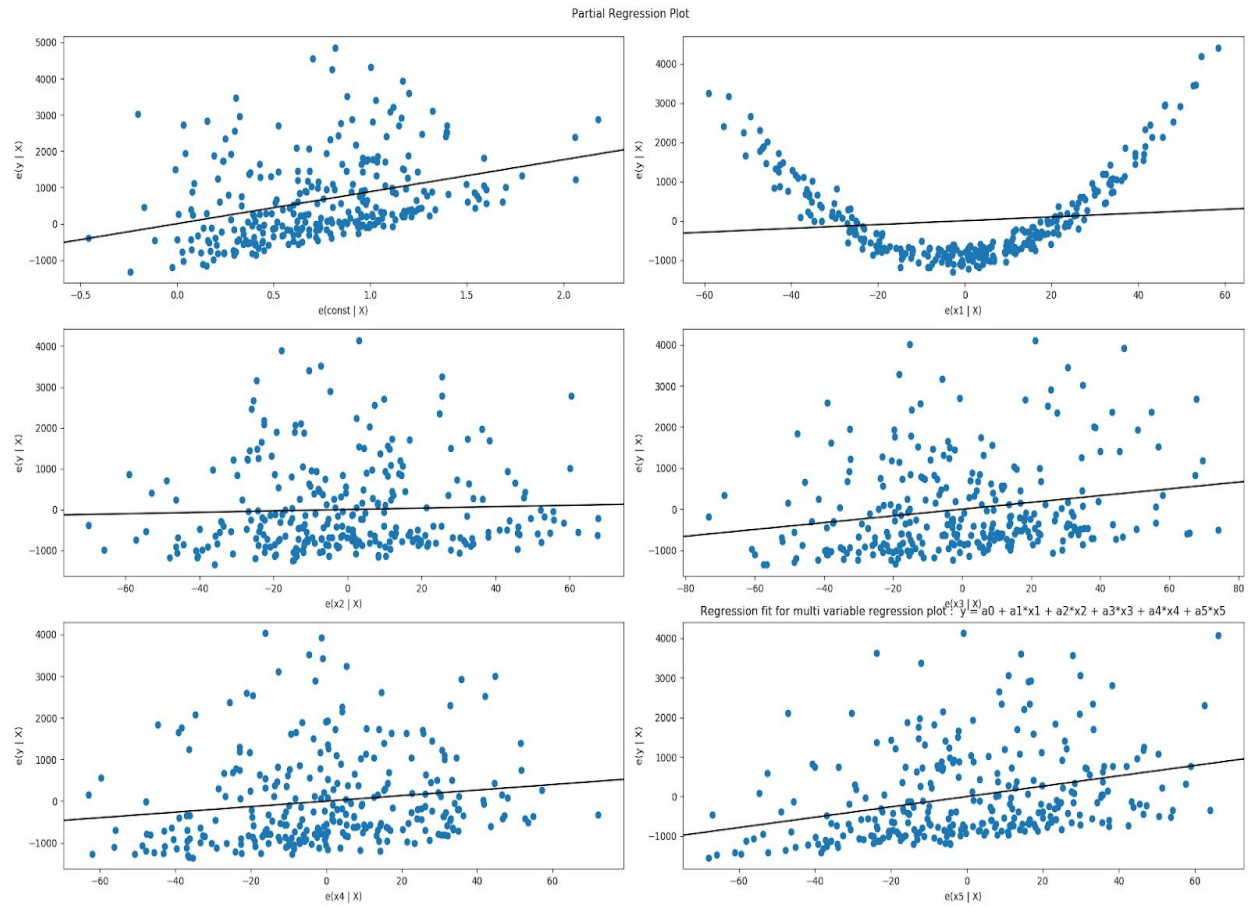 Partial Regression Plot
5000
4000
3000
2000
1000
0
−1000
e(y | X)
−0.5 0.0 0.5 1.0 1.5 2.0
e(const | X)
4000
3000
2000
1000
0
−1000
e(y | X)
−60 −40 −20 0 20 40 60
e(x1 | X)
4000
3000
2000
1000
0
−1000
e(y | X)
−60 −40 −20 0 20 40 60
e(x2 | X)
4000
3000
2000
1000
0
−1000
e(y | X)
−80 −60 −40 −20 0 20 40 60 80
e(x3 | X)
4000
3000
2000
1000
0
−1000
e(y | X)
−60 −40 −20 0 20 40 60
e(x4 | X)
Regression fit for multi variable regression plot : y = a0 + a1*x1 + a2*x2 + a3*x3 + a4*x4 + a5*x5
4000
3000
2000
1000
0
−1000
e(y | X)
−60 −40 −20 0 20 40 60
e(x5 | X)